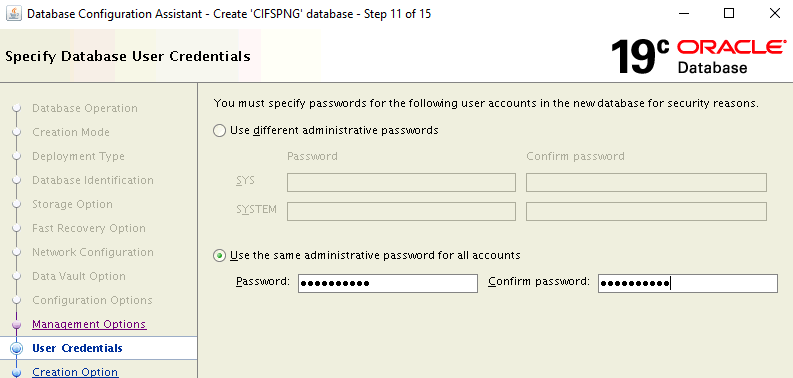 Database Configuration Assistant - Create 'CIFSPNG' database - Step 11 of 15
Specify Database User Credentials
19c ORACLE
Database
Database Operation
Creation Mode
Deployment Type
Database Identification
Storage Option
Fast Recovery Option
Network Configuration
Data Vault Option
Configuration Options
Management Options
User Credentials
Creation Option
You must specify passwords for the following user accounts in the new database for security reasons.
Use different administrative passwords
Password Confirm password
SYS
SYSTEM
Use the same administrative password for all accounts
Password: •••••••••• Confirm password: ••••••••••